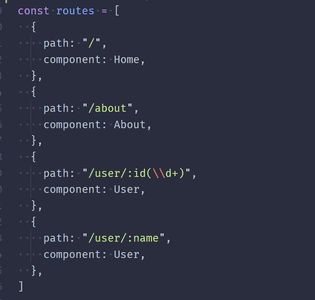 const routes = [
{
path: "/",
component: Home,
},
{
path: "/about",
component: About,
},
{
path: "/user/:id(\\d+)",
component: User,
},
{
path: "/user/:name",
component: User,
},
]